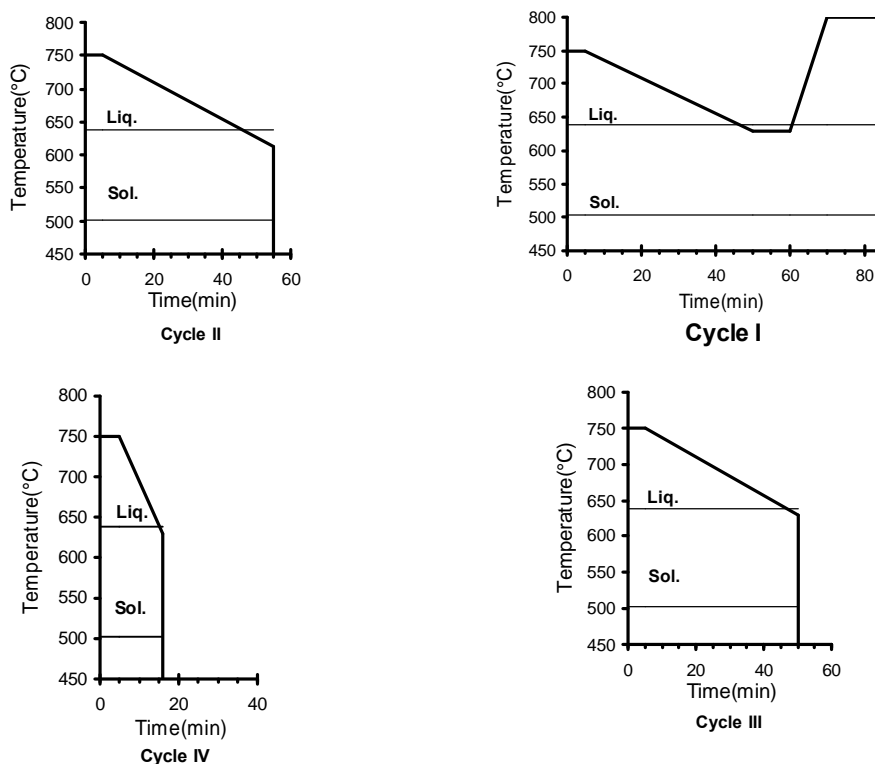 800
750
700
650
600
550
500
450
Temperature(°C)
Liq.
Sol.
0 20 40 60
Time(min)
Cycle II
800
750
700
650
600
550
500
450
Temperature(°C)
Liq.
Sol.
0 20 40 60 80
Time(min)
Cycle I
800
750
700
650
600
550
500
450
Temperature(°C)
Liq.
Sol.
0 20 40
Time(min)
Cycle IV
800
750
700
650
600
550
500
450
Temperature(°C)
Liq.
Sol.
0 20 40 60
Time(min)
Cycle III